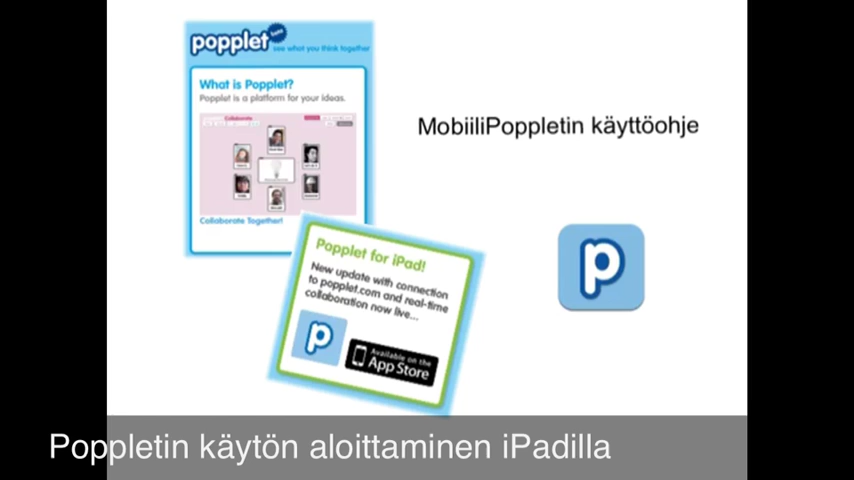 popplet
see what you think together
What is Popplet?
Popplet is a platform for your ideas.
Collaborate
Collaborate Together!
MobiiliPoppletin käyttöohje
Popplet for iPad!
New update with connection
to popplet.com and real-time
collaboration now live...
p
p
Available on the
App Store
Poppletin käytön aloittaminen iPadilla